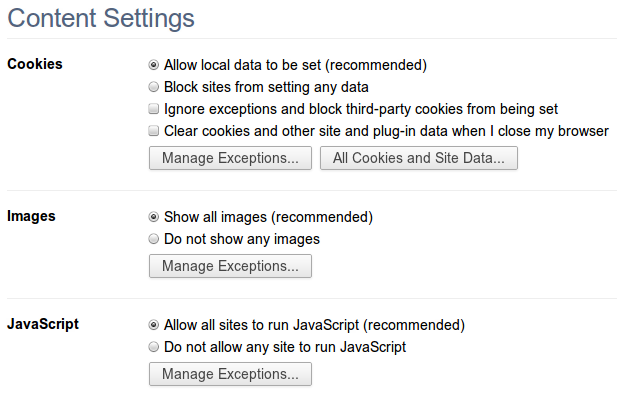 Content Settings
Cookies
Allow local data to be set (recommended)
Block sites from setting any data
Ignore exceptions and block third-party cookies from being set
Clear cookies and other site and plug-in data when I close my browser
Manage Exceptions... All Cookies and Site Data...
Images
Show all images (recommended)
Do not show any images
Manage Exceptions...
JavaScript
Allow all sites to run JavaScript (recommended)
Do not allow any site to run JavaScript
Manage Exceptions...